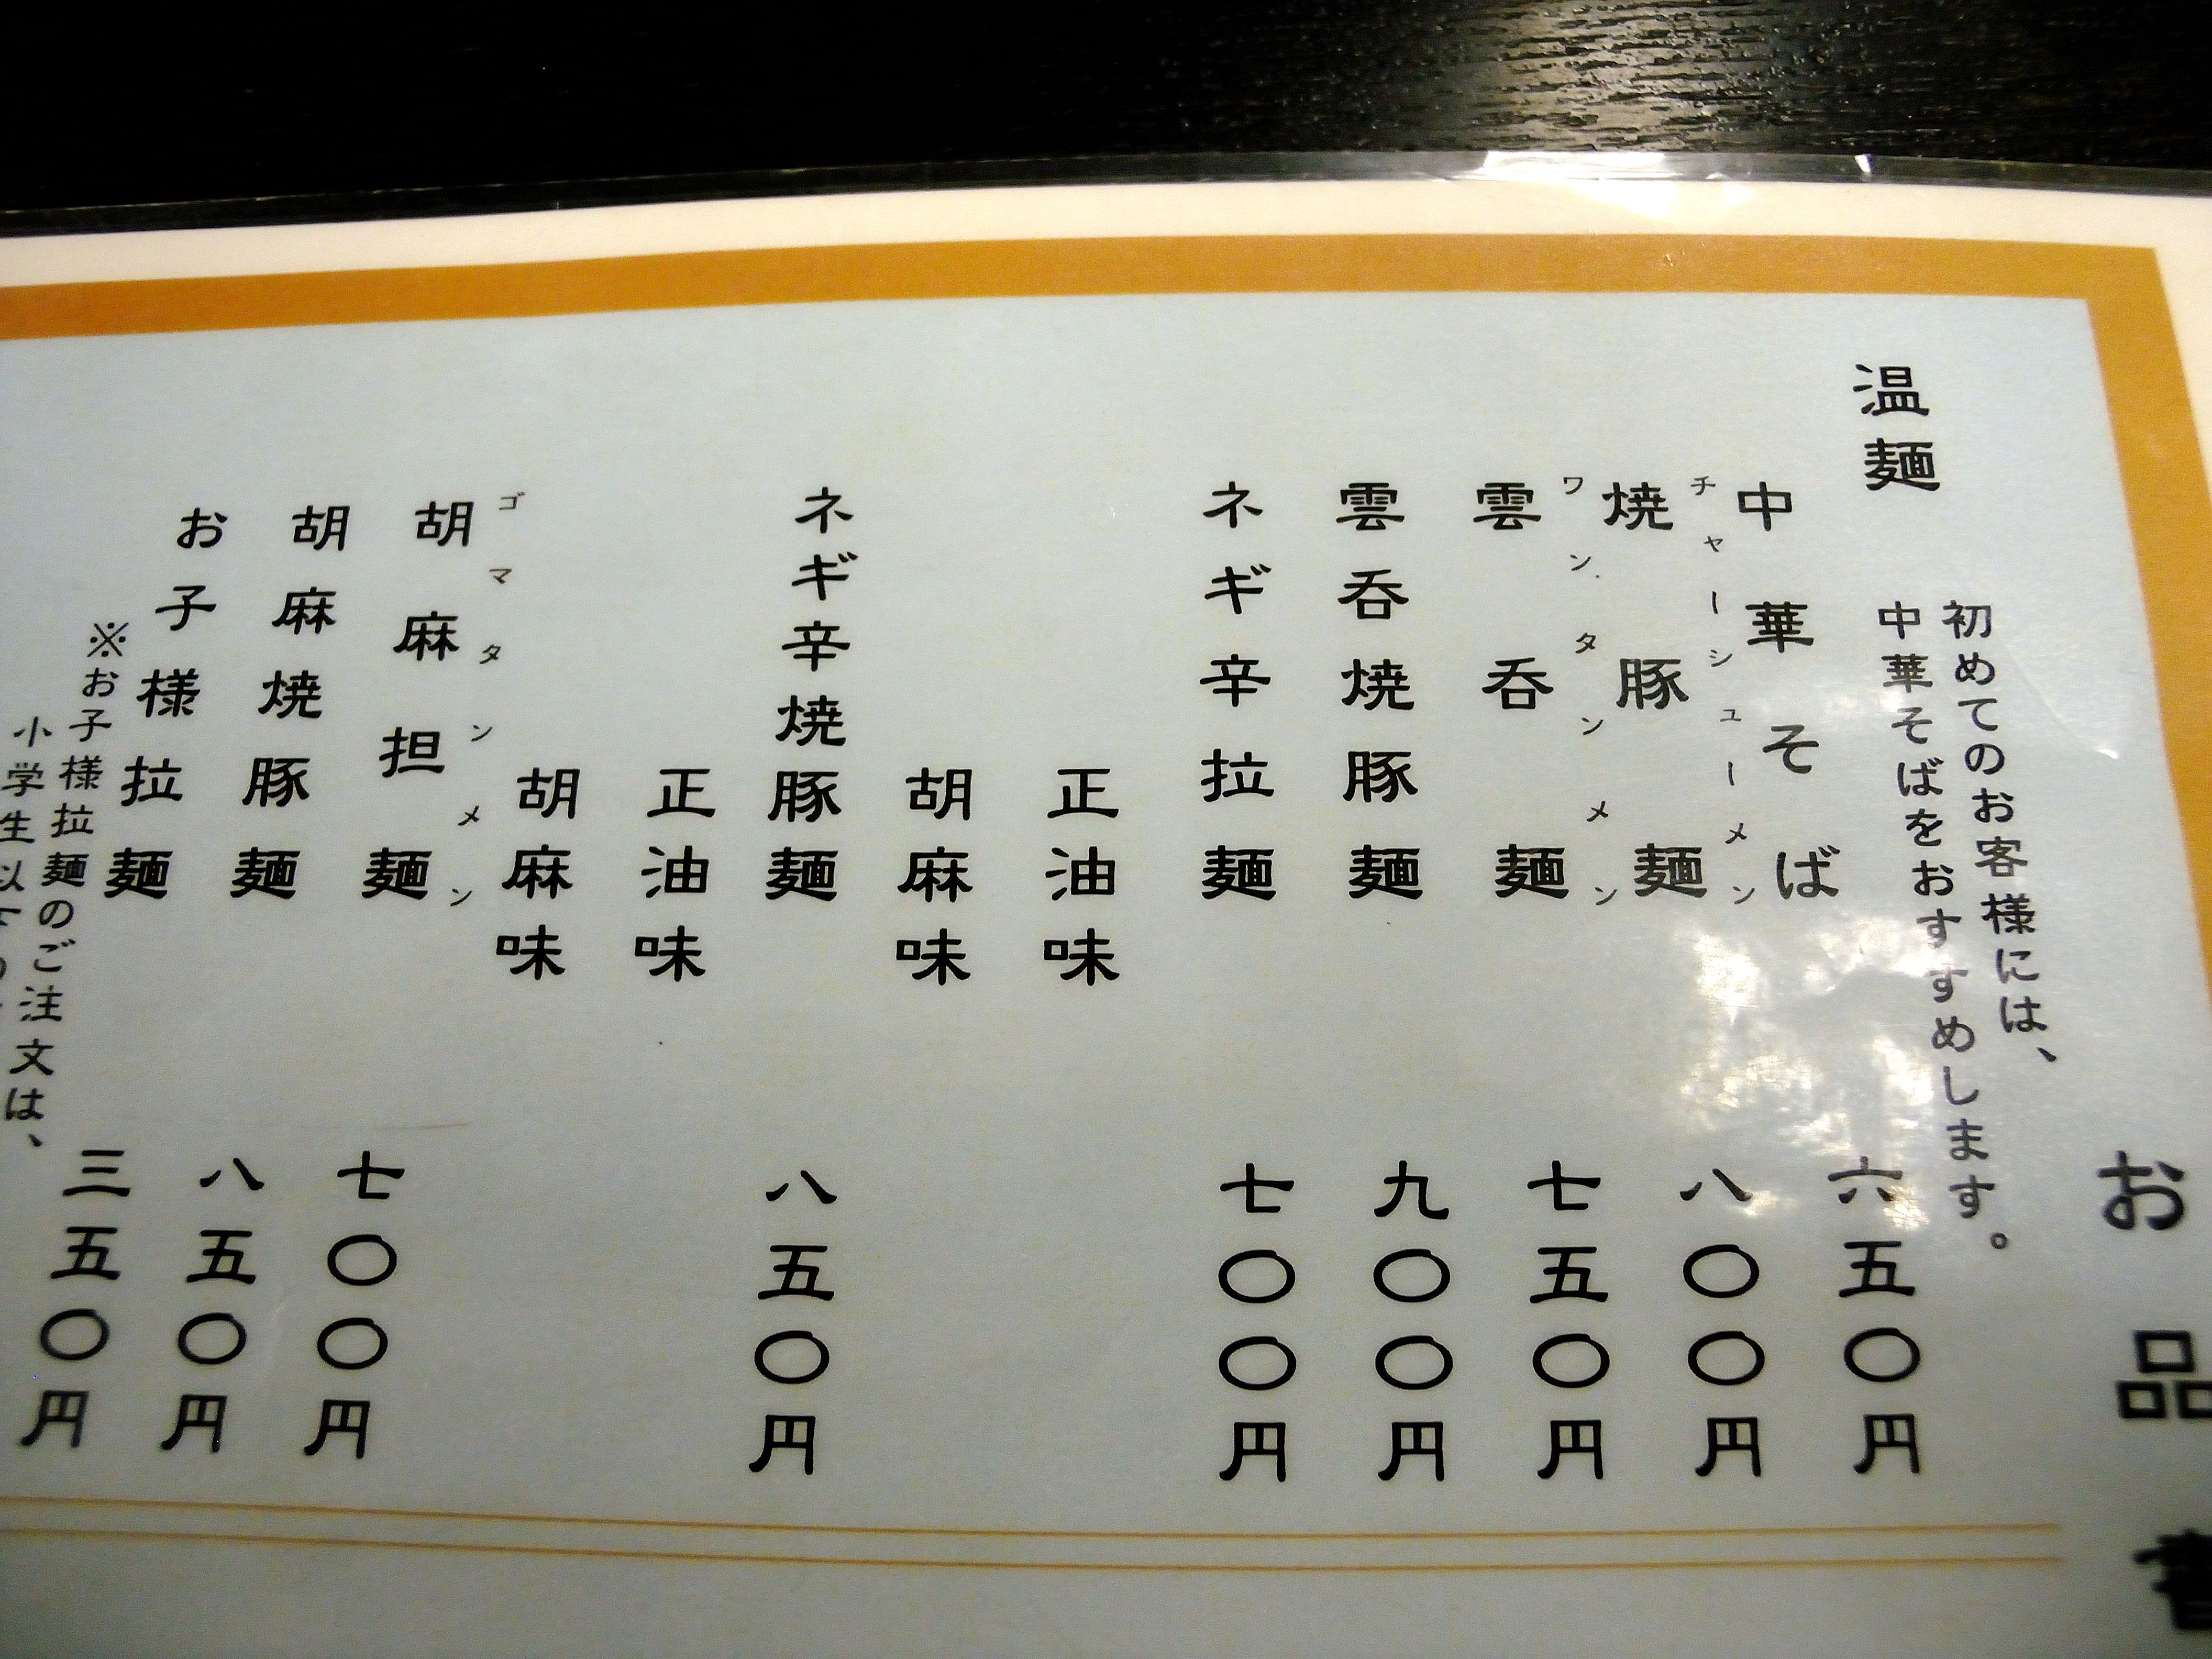 お品書
温麺
初めてのお客様には、
中華そばをおすすめします。
中華そば 六五〇円
チャーシューメン
焼豚麺 八〇〇円
ワンタンメン
雲呑麺 七五〇円
雲呑焼豚麺 九〇〇円
ネギ辛拉麺 七〇〇円
正油味
胡麻味
ネギ辛焼豚麺 八五〇円
正油味
胡麻味
ゴマタンメン
胡麻担麺 七〇〇円
胡麻焼豚麺 八五〇円
お子様拉麺 三五〇円
※お子様拉麺のご注文は、
小学生以下の